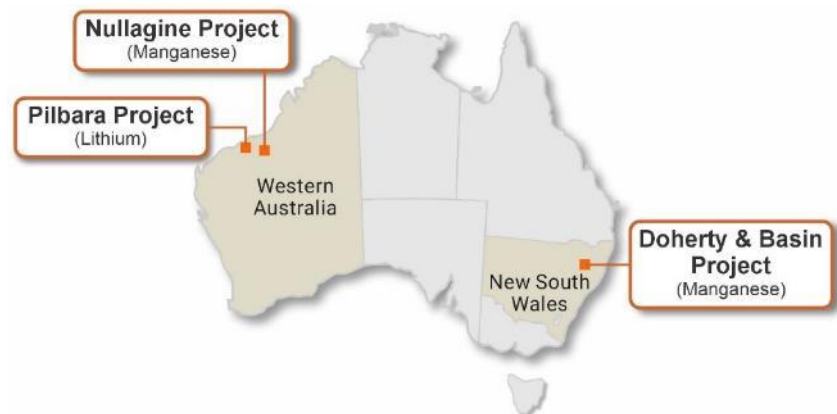 Nullagine Project
(Manganese)
Pilbara Project
(Lithium)
Western
Australia
Doherty & Basin
Project
(Manganese)
New South
Wales